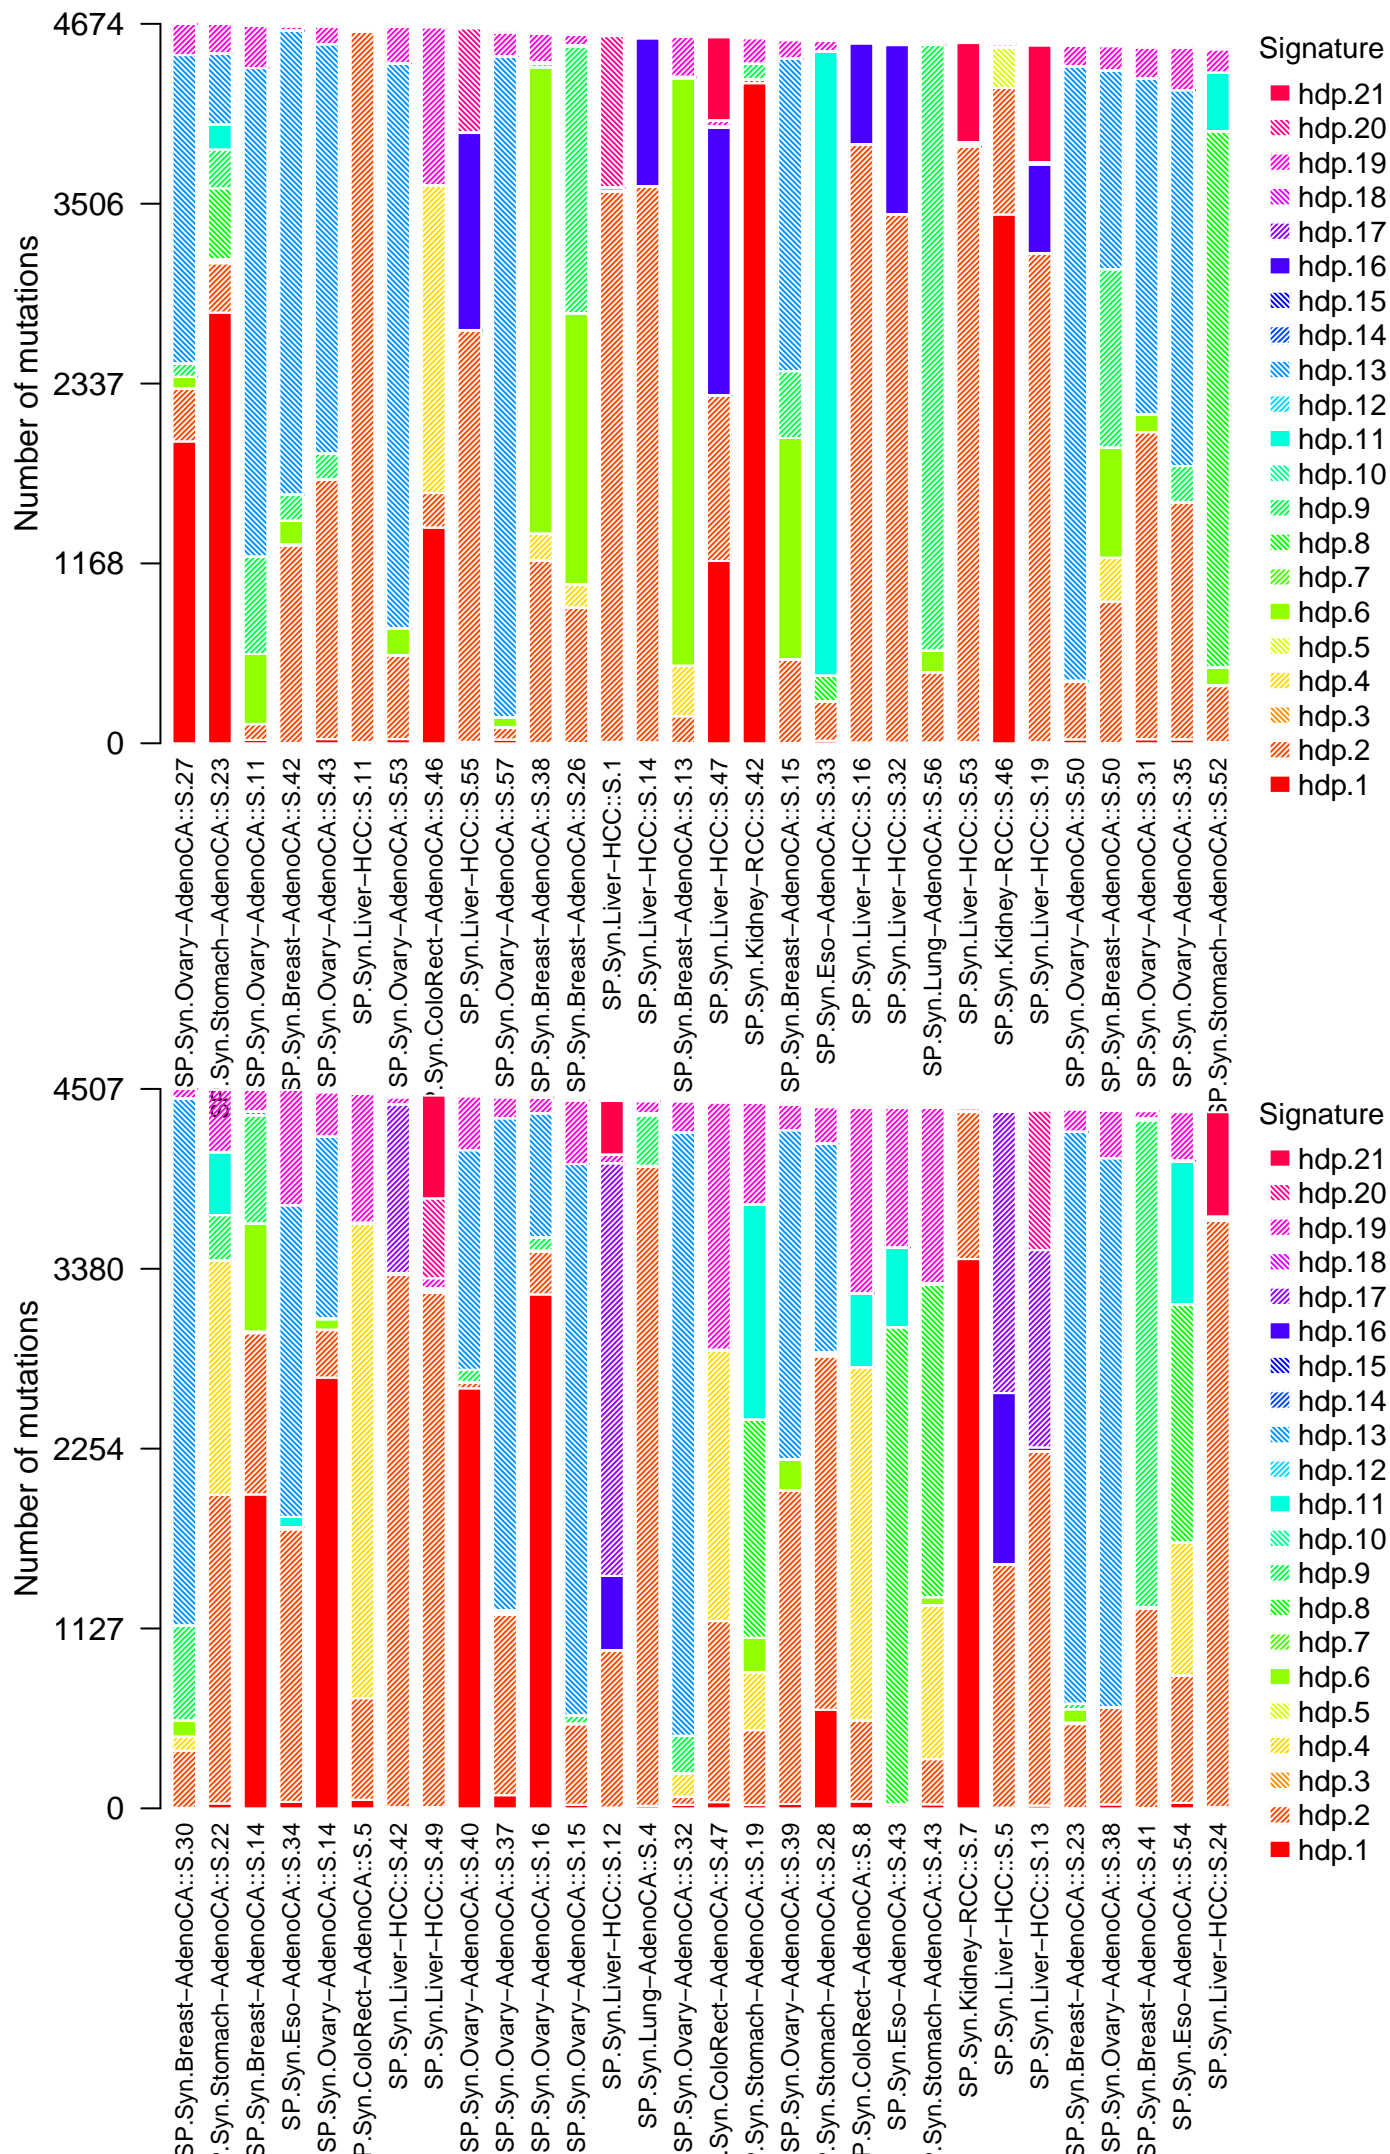 4674
3506
2337
1168
0
Number of mutations
Signature
hdp.21
hdp.20
hdp.19
hdp.18
hdp.17
hdp.16
hdp.15
hdp.14
hdp.13
hdp.12
hdp.11
hdp.10
hdp.9
hdp.8
hdp.7
hdp.6
hdp.5
hdp.4
hdp.3
hdp.2
hdp.1
SP.Syn.Ovary−AdenoCA::S.27
SP.Syn.Stomach−AdenoCA::S.23
SP.Syn.Ovary−AdenoCA::S.11
SP.Syn.Breast−AdenoCA::S.42
SP.Syn.Ovary−AdenoCA::S.43
SP.Syn.Liver−HCC::S.11
SP.Syn.Ovary−AdenoCA::S.53
P.Syn.ColoRect−AdenoCA::S.46
SP.Syn.Liver−HCC::S.55
SP.Syn.Ovary−AdenoCA::S.57
SP.Syn.Breast−AdenoCA::S.38
SP.Syn.Breast−AdenoCA::S.26
SP.Syn.Liver−HCC::S.1
SP.Syn.Liver−HCC::S.14
SP.Syn.Breast−AdenoCA::S.13
SP.Syn.Liver−HCC::S.47
SP.Syn.Kidney−RCC::S.42
SP.Syn.Breast−AdenoCA::S.15
SP.Syn.Eso−AdenoCA::S.33
SP.Syn.Liver−HCC::S.16
SP.Syn.Liver−HCC::S.32
SP.Syn.Lung−AdenoCA::S.56
SP.Syn.Liver−HCC::S.53
SP.Syn.Kidney−RCC::S.46
SP.Syn.Liver−HCC::S.19
SP.Syn.Ovary−AdenoCA::S.50
SP.Syn.Breast−AdenoCA::S.50
SP.Syn.Ovary−AdenoCA::S.31
SP.Syn.Ovary−AdenoCA::S.35
SP.Syn.Stomach−AdenoCA::S.52
4507
3380
2254
1127
0
Number of mutations
Signature
hdp.21
hdp.20
hdp.19
hdp.18
hdp.17
hdp.16
hdp.15
hdp.14
hdp.13
hdp.12
hdp.11
hdp.10
hdp.9
hdp.8
hdp.7
hdp.6
hdp.5
hdp.4
hdp.3
hdp.2
hdp.1
SP.Syn.Breast−AdenoCA::S.30
P.Syn.Stomach−AdenoCA::S.22
SP.Syn.Breast−AdenoCA::S.14
SP.Syn.Eso−AdenoCA::S.34
SP.Syn.Ovary−AdenoCA::S.14
P.Syn.ColoRect−AdenoCA::S.5
SP.Syn.Liver−HCC::S.42
SP.Syn.Liver−HCC::S.49
SP.Syn.Ovary−AdenoCA::S.40
SP.Syn.Ovary−AdenoCA::S.37
SP.Syn.Ovary−AdenoCA::S.16
SP.Syn.Ovary−AdenoCA::S.15
SP.Syn.Liver−HCC::S.12
SP.Syn.Lung−AdenoCA::S.4
SP.Syn.Ovary−AdenoCA::S.32
.Syn.ColoRect−AdenoCA::S.47
P.Syn.Stomach−AdenoCA::S.19
SP.Syn.Ovary−AdenoCA::S.39
P.Syn.Stomach−AdenoCA::S.28
P.Syn.ColoRect−AdenoCA::S.8
SP.Syn.Eso−AdenoCA::S.43
P.Syn.Stomach−AdenoCA::S.43
SP.Syn.Kidney−RCC::S.7
SP.Syn.Liver−HCC::S.5
SP.Syn.Liver−HCC::S.13
SP.Syn.Breast−AdenoCA::S.23
SP.Syn.Ovary−AdenoCA::S.38
SP.Syn.Breast−AdenoCA::S.41
SP.Syn.Eso−AdenoCA::S.54
SP.Syn.Liver−HCC::S.24